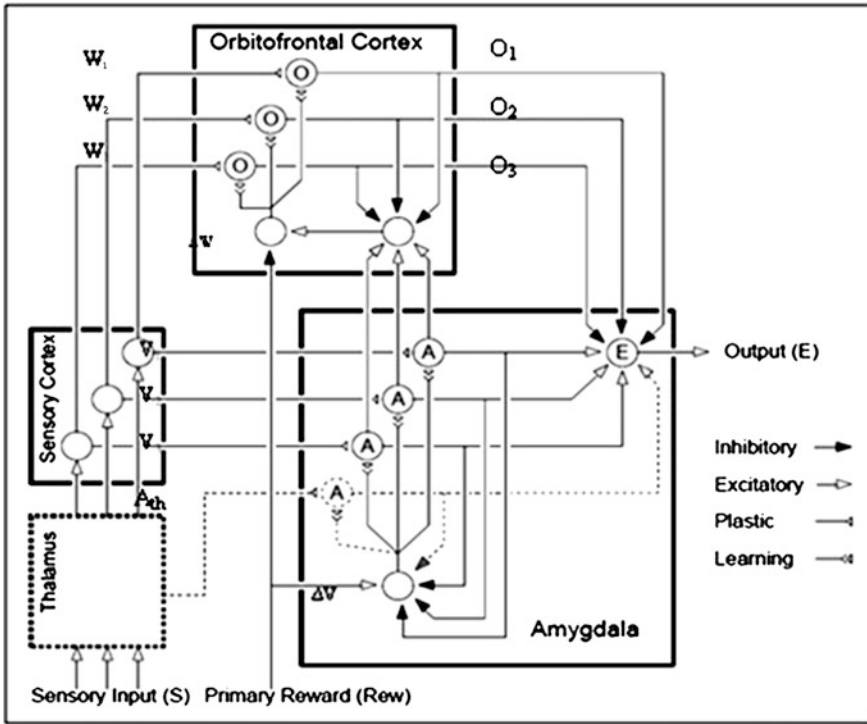 Orbitofrontal Cortex
W1
O
O1
W2
O
O2
W
O
O3
ΔW
Sensory Cortex
V
V
V
A
A
A
A
E
Output (E)
Inhibitory
Excitatory
Plastic
Learning
Ath
Thalamus
ΔV
Amygdala
Sensory Input (S)
Primary Reward (Rew)